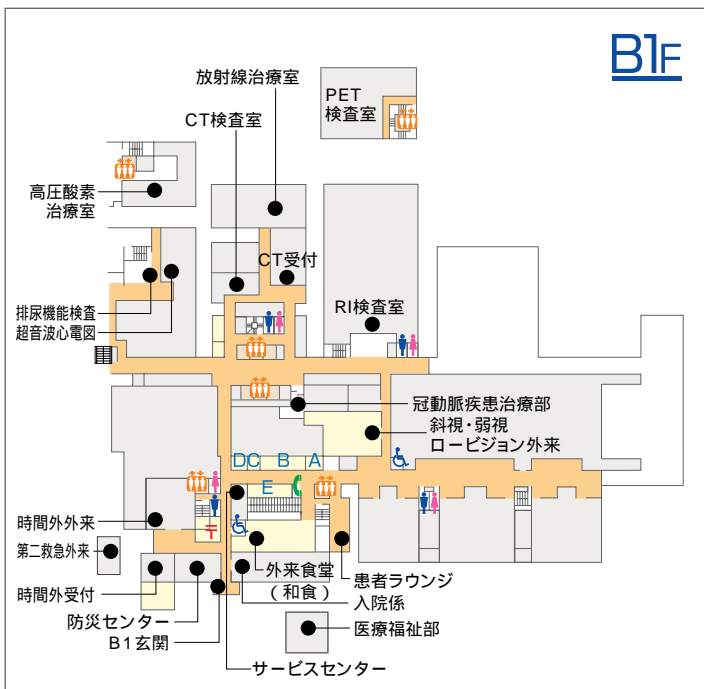 B1F
放射線治療室
PET
検査室
CT検査室
高圧酸素
治療室
CT受付
排尿機能検査
超音波心電図
RI検査室
冠動脈疾患治療部
斜視・弱視
ロービジョン外来
D C B A
E
時間外外来
〒
第二救急外来
時間外受付
外来食堂
(和食)
患者ラウンジ
入院係
防災センター
B1玄関
医療福祉部
サービスセンター